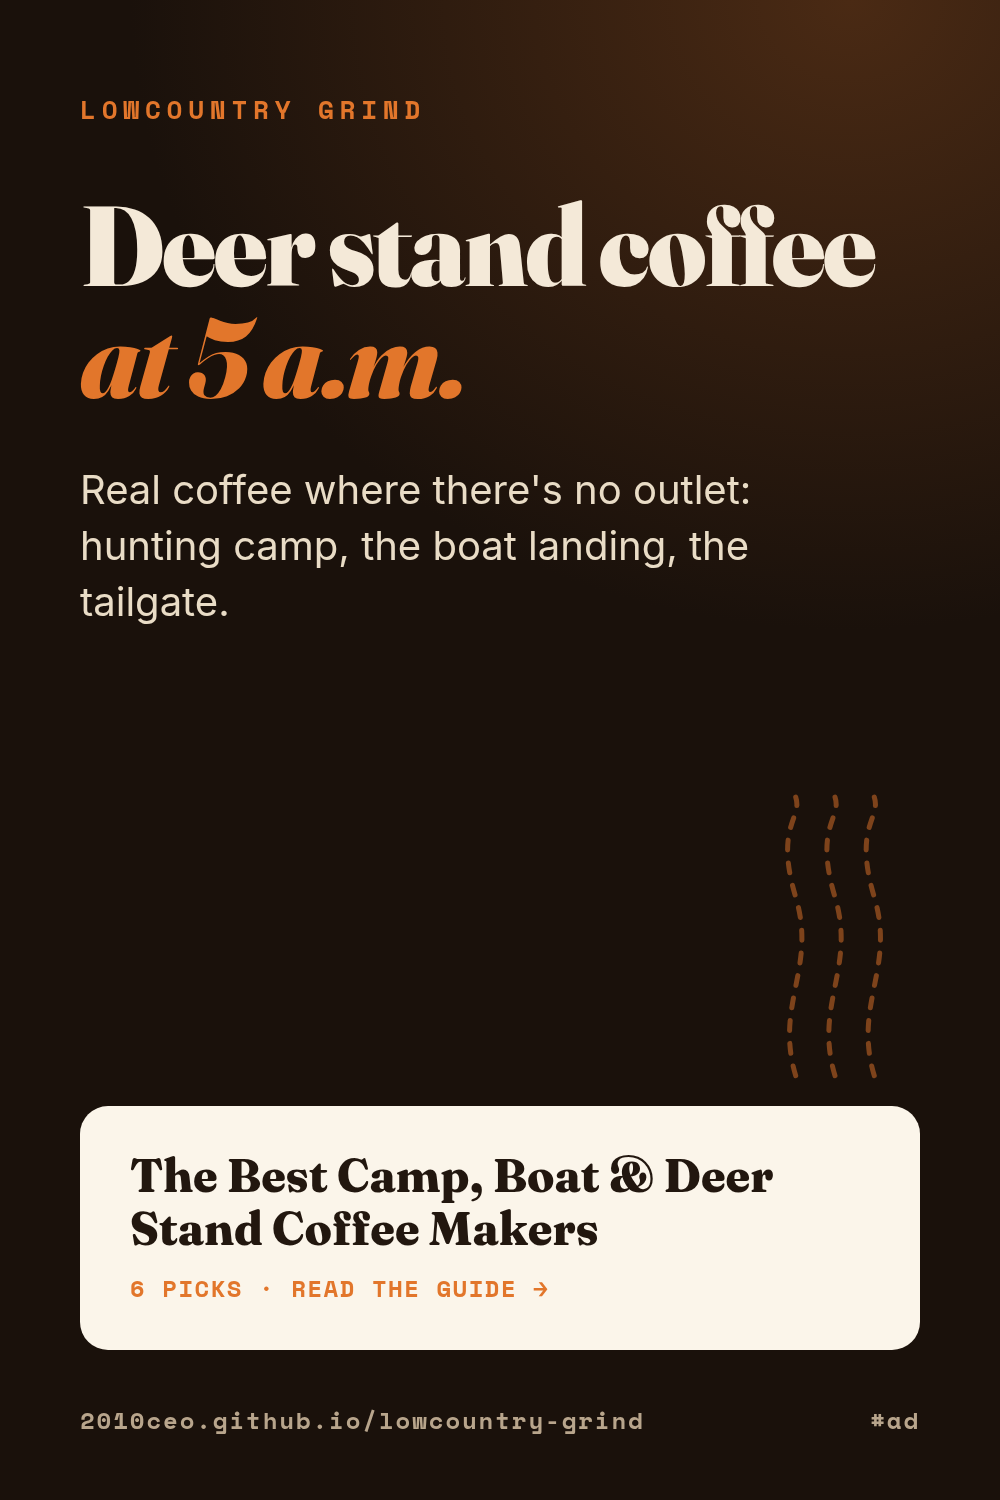 LOWCOUNTRY GRIND
Deer stand coffee
at 5 a.m.
Real coffee where there's no outlet:
hunting camp, the boat landing, the
tailgate.
The Best Camp, Boat & Deer
Stand Coffee Makers
6 PICKS · READ THE GUIDE →
2010ceo.github.io/lowcountry-grind #ad